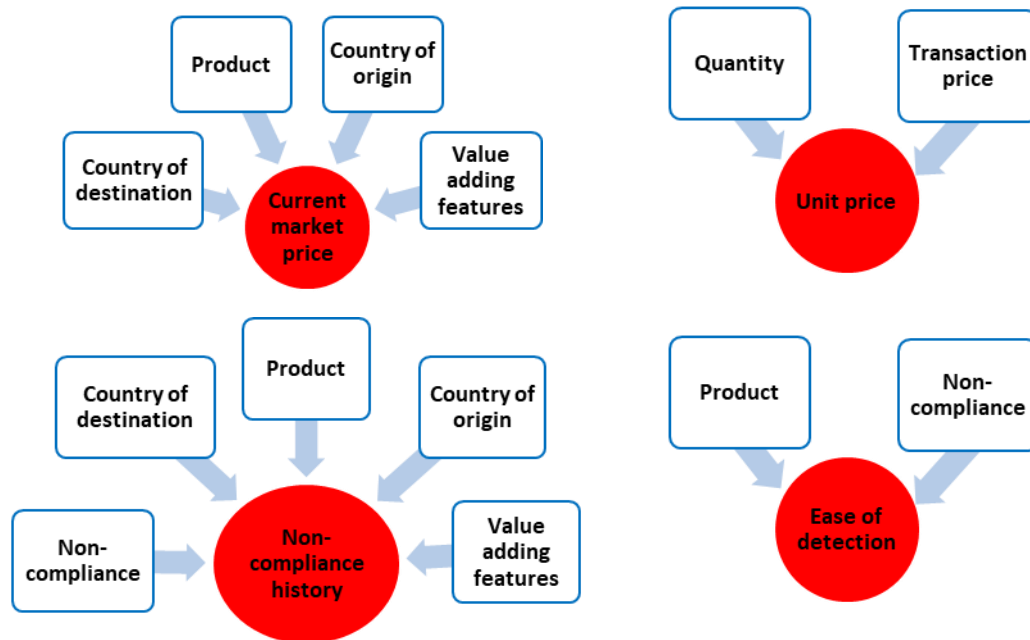 Product
Country of
origin
Country of
destination
Value
adding
features
Current
market
price
Quantity
Transaction
price
Unit price
Product
Country of
destination
Country of
origin
Non-
compliance
Value
adding
features
Non-
compliance
history
Product
Non-
compliance
Ease of
detection